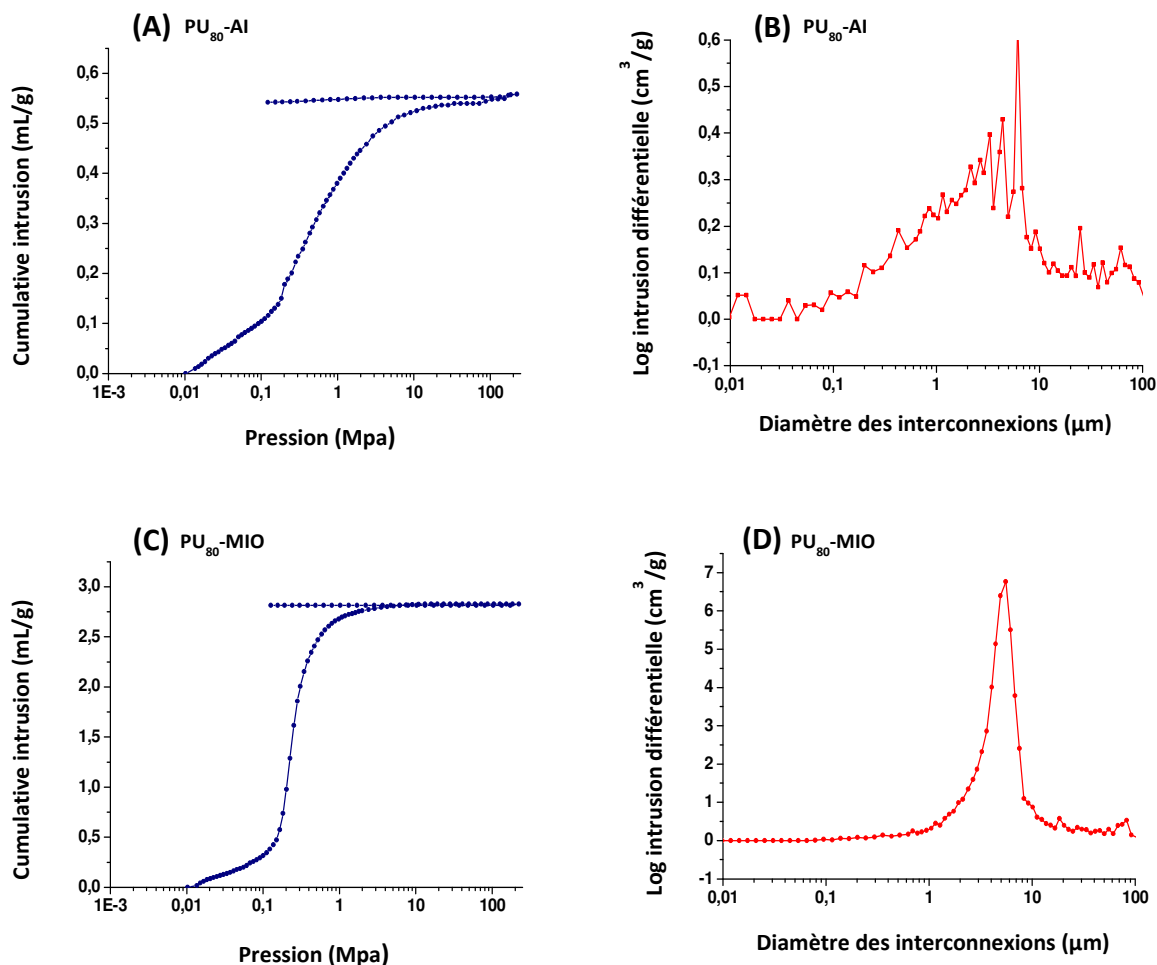 (A) PU80-AI
Cumulative intrusion (mL/g)
0,6
0,5
0,4
0,3
0,2
0,1
0,0
1E-3 0,01 0,1 1 10 100
Pression (Mpa)
(B) PU80-AI
Log intrusion différentielle (cm3/g)
0,6
0,5
0,4
0,3
0,2
0,1
0,0
-0,1
0,01 0,1 1 10 100
Diamètre des interconnexions (µm)
(C) PU80-MIO
Cumulative intrusion (mL/g)
3,0
2,5
2,0
1,5
1,0
0,5
0,0
1E-3 0,01 0,1 1 10 100
Pression (Mpa)
(D) PU80-MIO
Log intrusion différentielle (cm3/g)
7
6
5
4
3
2
1
0
-1
0,01 0,1 1 10 100
Diamètre des interconnexions (µm)